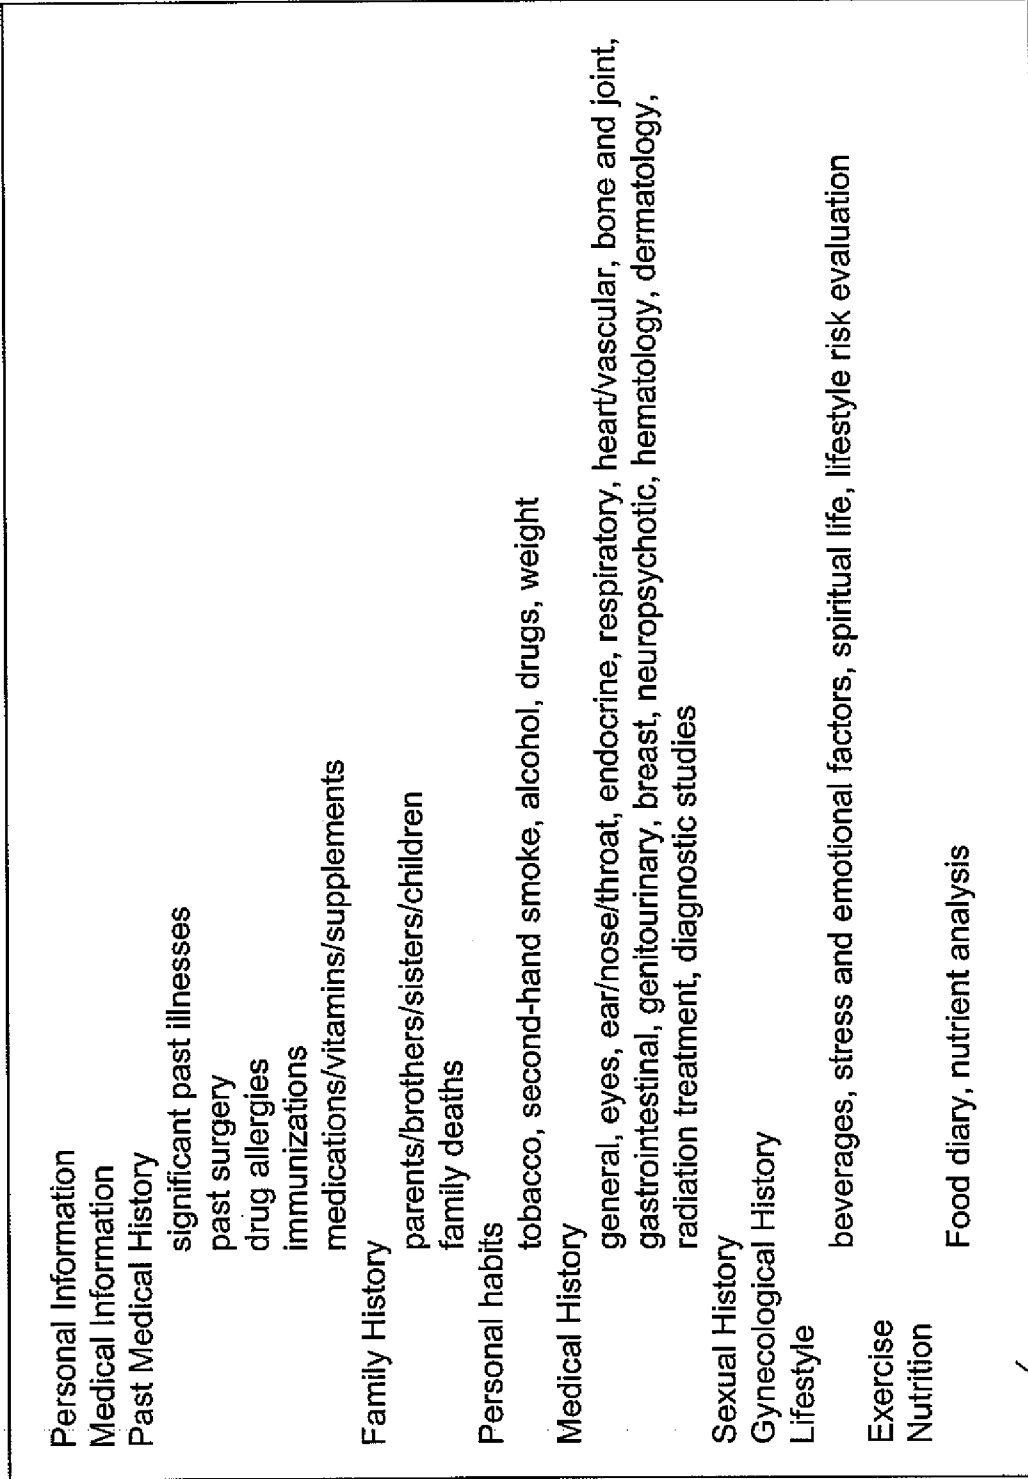 Personal Information
Medical Information
Past Medical History
significant past illnesses
past surgery
drug allergies
immunizations
medications/vitamins/supplements
Family History
parents/brothers/sisters/children
family deaths
Personal habits
tobacco, second-hand smoke, alcohol, drugs, weight
Medical History
general, eyes, ear/nose/throat, endocrine, respiratory, heart/vascular, bone and joint,
gastrointestinal, genitourinary, breast, neuropsychotic, hematology, dermatology,
radiation treatment, diagnostic studies
Sexual History
Gynecological History
Lifestyle
beverages, stress and emotional factors, spiritual life, lifestyle risk evaluation
Exercise
Nutrition
Food diary, nutrient analysis